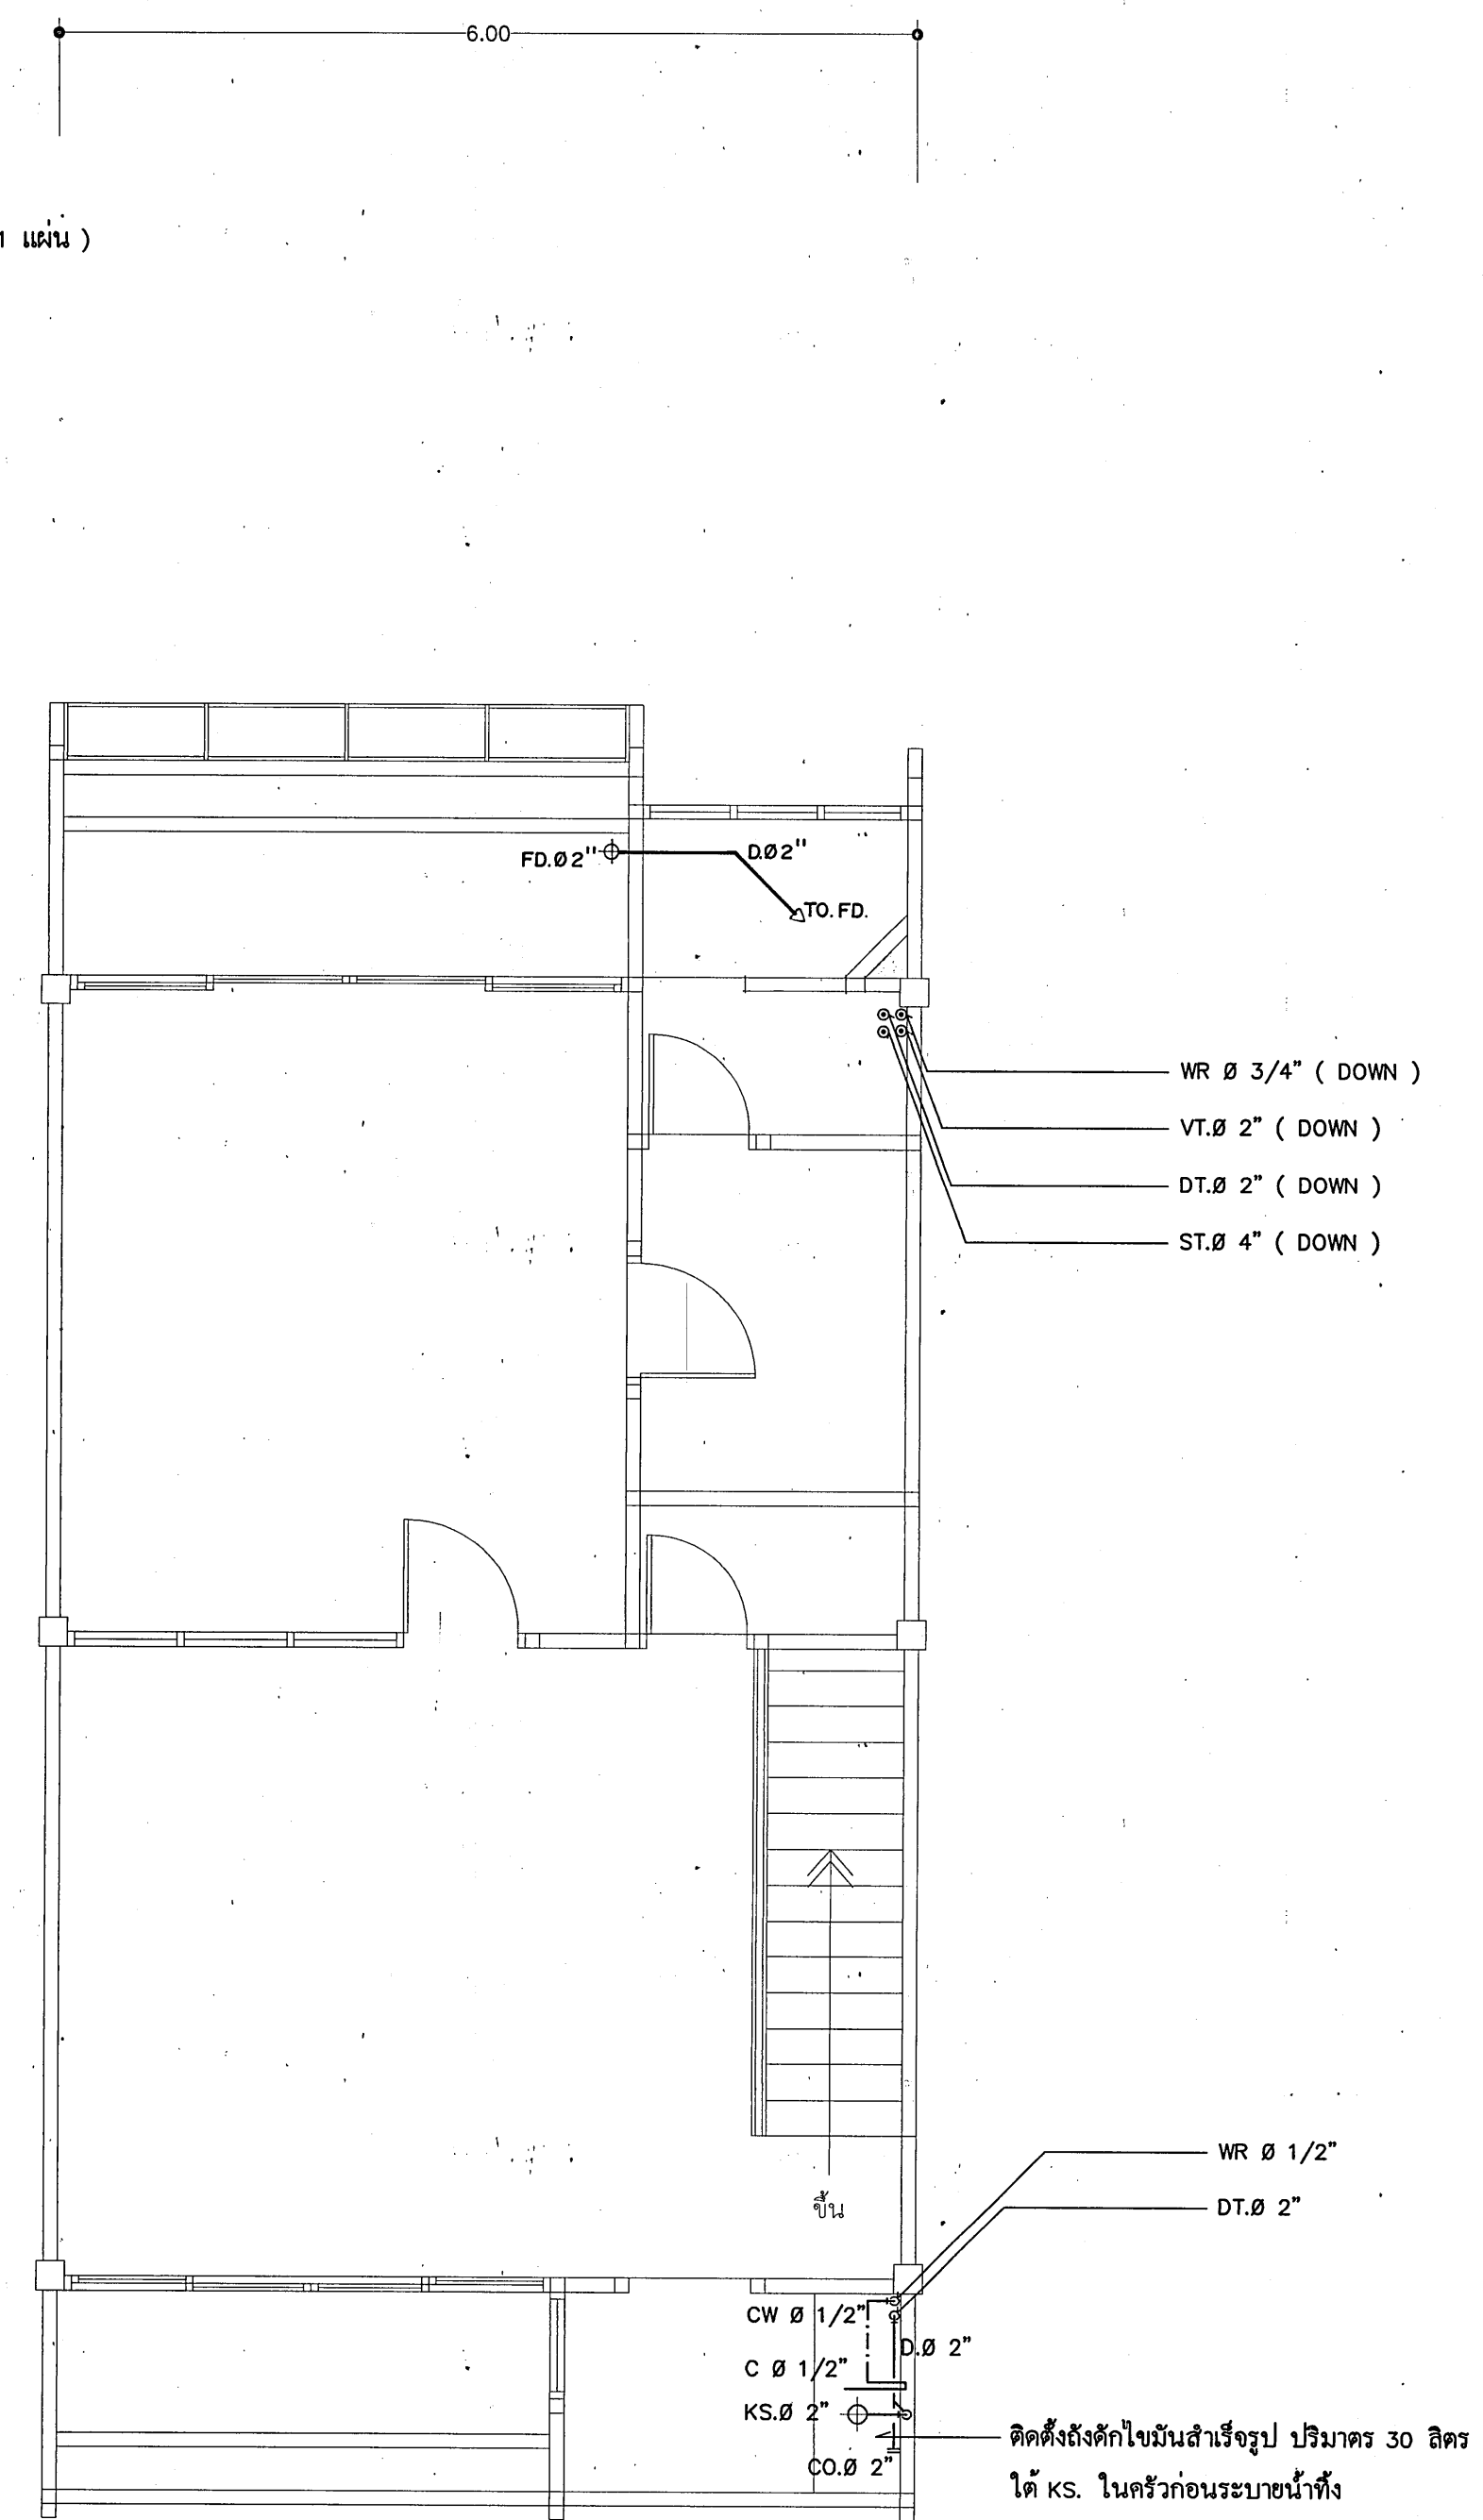 6.00
แผ่น )
FD.Ø2"
D.Ø2"
TO. FD.
WR Ø 3/4" ( DOWN )
VT.Ø 2" ( DOWN )
DT.Ø 2" ( DOWN )
ST.Ø 4" ( DOWN )
WR Ø 1/2"
DT.Ø 2"
ขึ้น
CW Ø 1/2"
D.Ø 2"
C Ø 1/2"
KS.Ø 2"
CO.Ø 2"
ติดตั้งถังดักไขมันสำเร็จรูป ปริมาตร 30 ลิตร
ใต้ KS. ในครัวก่อนระบายน้ำทิ้ง